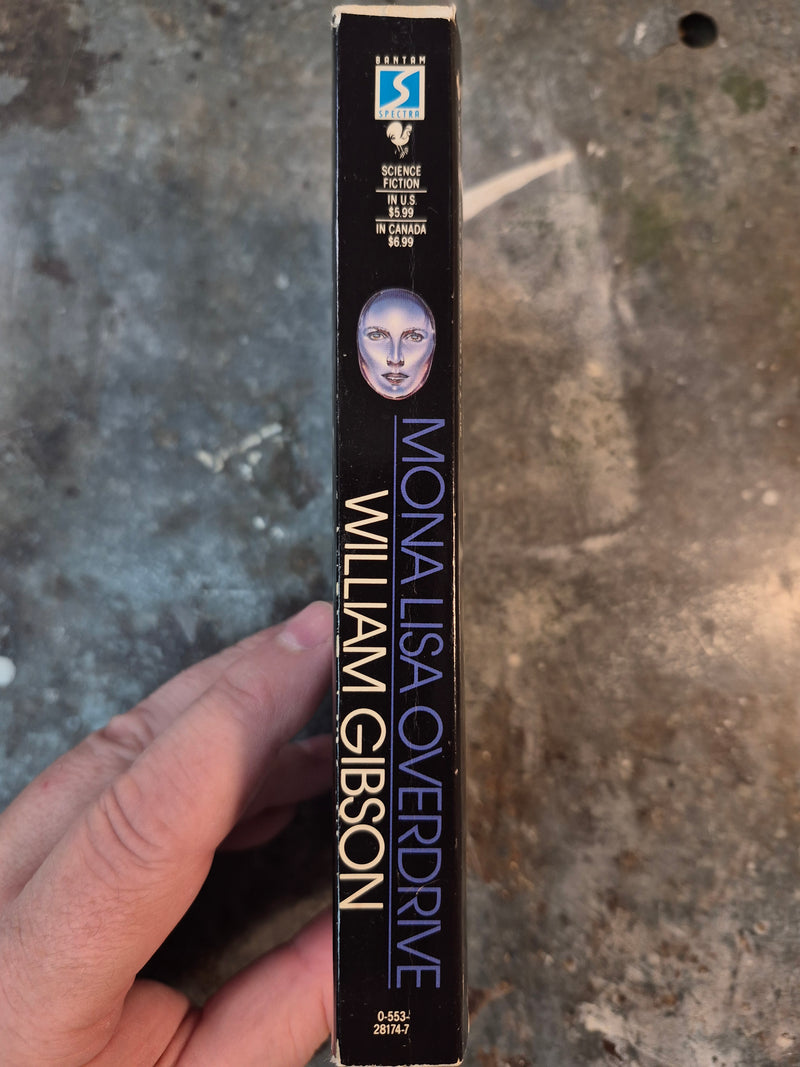 BANTAM
SPECTRA
SCIENCE
FICTION
IN U.S.
$5.99
IN CANADA
$6.99
MONA LISA OVERDRIVE
WILLIAM GIBSON
0-553-
28174-7